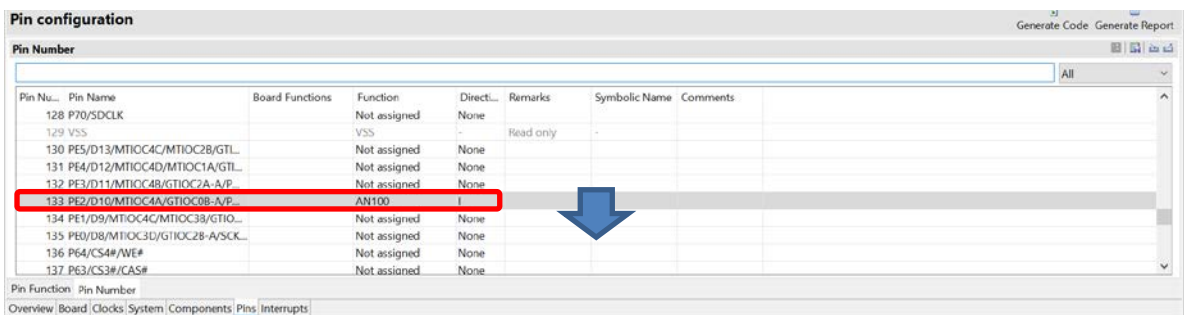 Pin configuration
Generate Code Generate Report
Pin Number
All
Pin Nu... Pin Name Board Functions Function Directi... Remarks Symbolic Name Comments
128 P70/SDCLK Not assigned None
129 VSS VSS - Read only -
130 PE5/D13/MTIOC4C/MTIOC2B/GTI... Not assigned None
131 PE4/D12/MTIOC4D/MTIOC1A/GTI... Not assigned None
132 PE3/D11/MTIOC4B/GTIOC2A-A/P... Not assigned None
133 PE2/D10/MTIOC4A/GTIOC0B-A/P... AN100 I
134 PE1/D9/MTIOC4C/MTIOC3B/GTIO... Not assigned None
135 PE0/D8/MTIOC3D/GTIOC2B-A/SCK... Not assigned None
136 P64/CS4#/WE# Not assigned None
137 P63/CS3#/CAS# Not assigned None
Pin Function Pin Number
Overview Board Clocks System Components Pins Interrupts